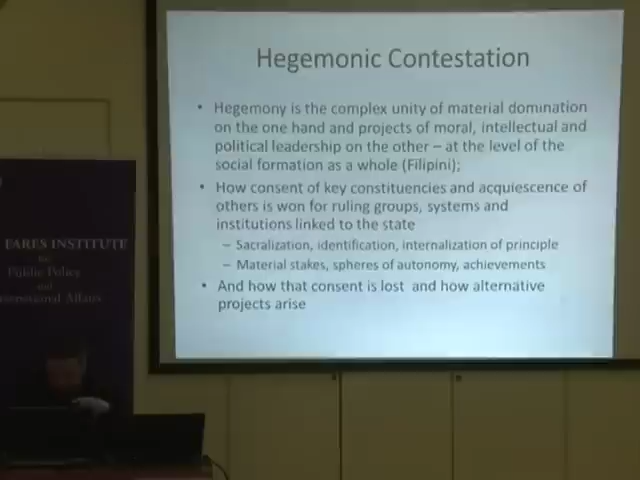 Hegemonic Contestation
• Hegemony is the complex unity of material domination
on the one hand and projects of moral, intellectual and
political leadership on the other – at the level of the
social formation as a whole (Filipini);
• How consent of key constituencies and acquiescence of
others is won for ruling groups, systems and
institutions linked to the state
– Sacralization, identification, internalization of principle
– Material stakes, spheres of autonomy, achievements
• And how that consent is lost and how alternative
projects arise
FARES INSTITUTE
for
Public Policy
and
International Affairs